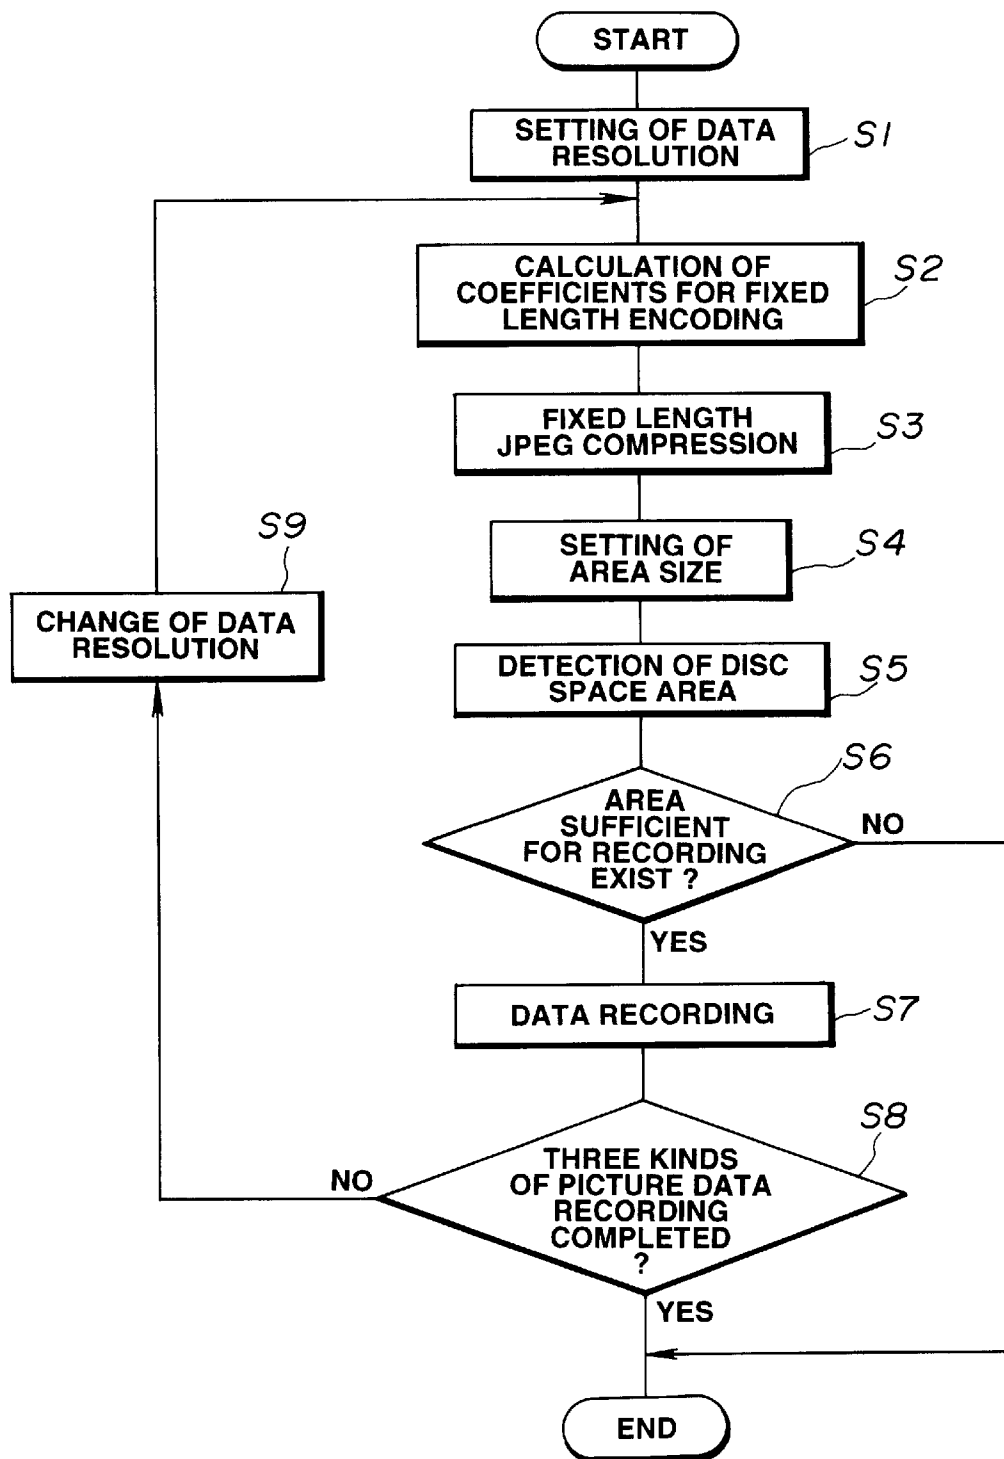 START
SETTING OF DATA
RESOLUTION
S1
CALCULATION OF
COEFFICIENTS FOR FIXED
LENGTH ENCODING
S2
FIXED LENGTH
JPEG COMPRESSION
S3
SETTING OF
AREA SIZE
S4
S9
CHANGE OF DATA
RESOLUTION
DETECTION OF DISC
SPACE AREA
S5
S6
AREA
SUFFICIENT
FOR RECORDING
EXIST ?
NO
YES
DATA RECORDING
S7
S8
THREE KINDS
OF PICTURE DATA
RECORDING
COMPLETED
?
NO
YES
END